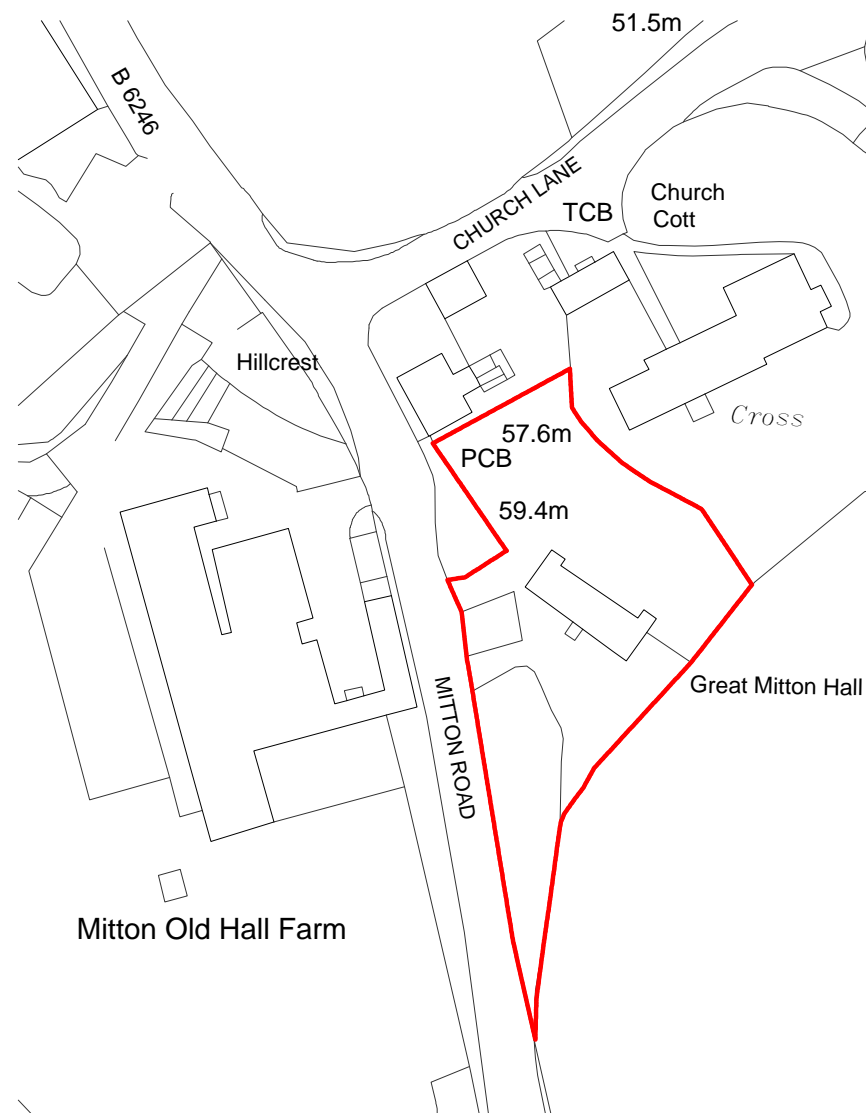 51.5m
B 6246
CHURCH LANE
TCB
Church
Cott
Hillcrest
Cross
57.6m
PCB
59.4m
Great Mitton Hall
MITTON ROAD
Mitton Old Hall Farm